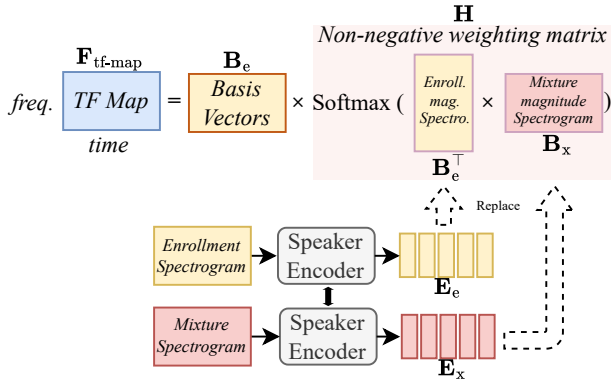 H
Non-negative weighting matrix
F_tf-map
B_e
freq. TF Map = Basis Vectors × Softmax ( Enroll. mag. Spectro. × Mixture magnitude Spectrogram )
time
B_e^⊤
B_x
Replace
Enrollment
Spectrogram
Speaker
Encoder
E_e
Mixture
Spectrogram
Speaker
Encoder
E_x